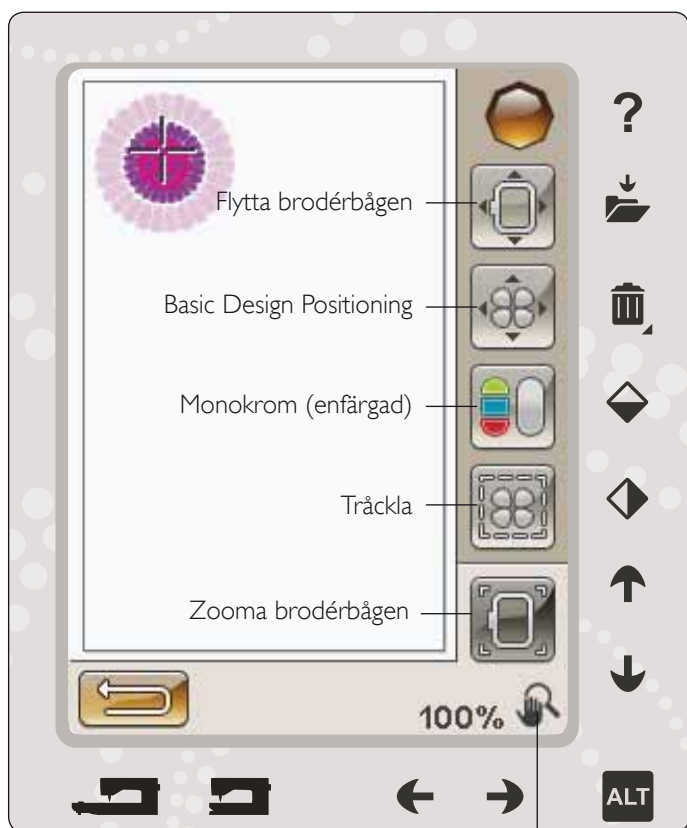 ?
Flytta brodérbågen
Basic Design Positioning
Monokrom (enfärgad)
Tråckla
Zooma brodérbågen
100%
ALT